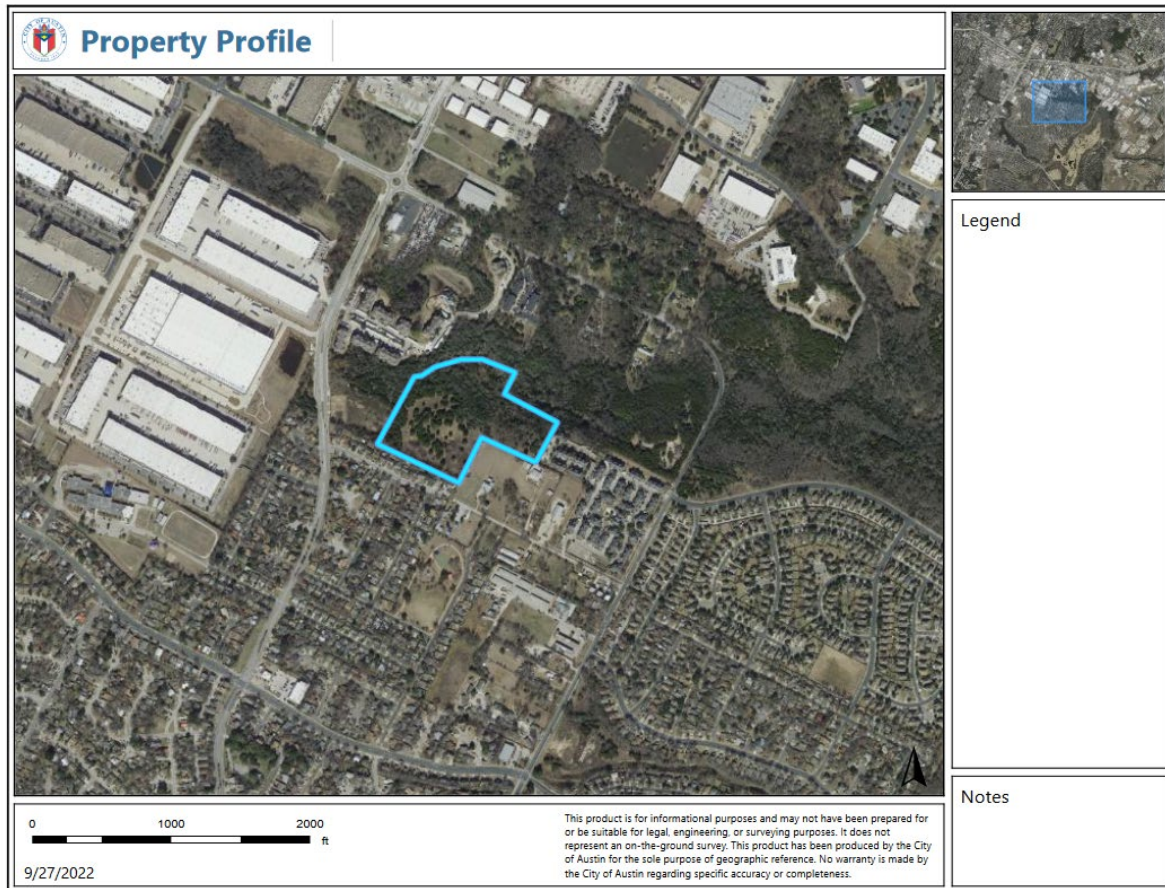 Property Profile
Legend
0 1000 2000
ft
9/27/2022
This product is for informational purposes and may not have been prepared for
or be suitable for legal, engineering, or surveying purposes. It does not
represent an on-the-ground survey. This product has been produced by the City
of Austin for the sole purpose of geographic reference. No warranty is made by
the City of Austin regarding specific accuracy or completeness.
Notes